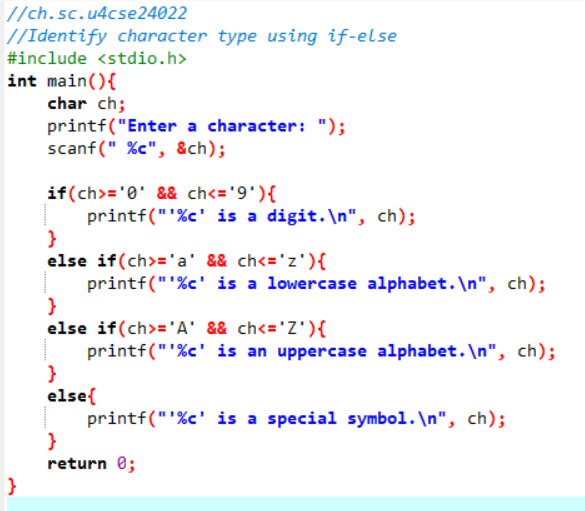 //ch.sc.u4cse24022
//Identify character type using if-else
#include <stdio.h>
int main(){
    char ch;
    printf("Enter a character: ");
    scanf(" %c", &ch);

    if(ch>='0' && ch<='9'){
        printf("'%c' is a digit.\n", ch);
    }
    else if(ch>='a' && ch<='z'){
        printf("'%c' is a lowercase alphabet.\n", ch);
    }
    else if(ch>='A' && ch<='Z'){
        printf("'%c' is an uppercase alphabet.\n", ch);
    }
    else{
        printf("'%c' is a special symbol.\n", ch);
    }
    return 0;
}